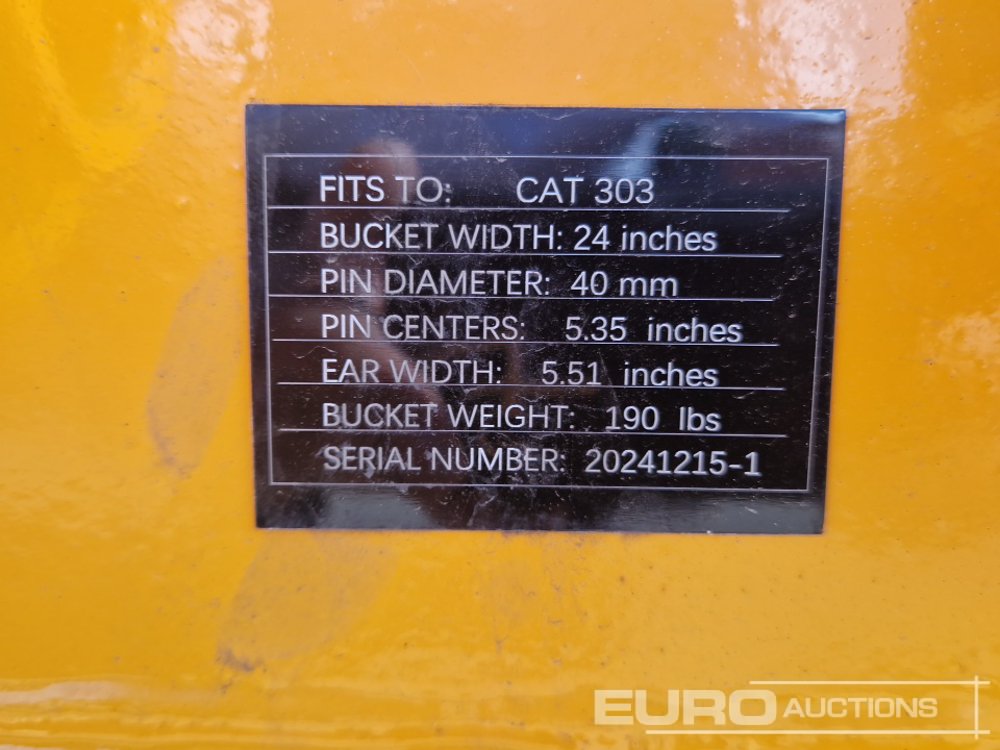 FITS TO: CAT 303
BUCKET WIDTH: 24 inches
PIN DIAMETER: 40 mm
PIN CENTERS: 5.35 inches
EAR WIDTH: 5.51 inches
BUCKET WEIGHT: 190 lbs
SERIAL NUMBER: 20241215-1
EURO AUCTIONS